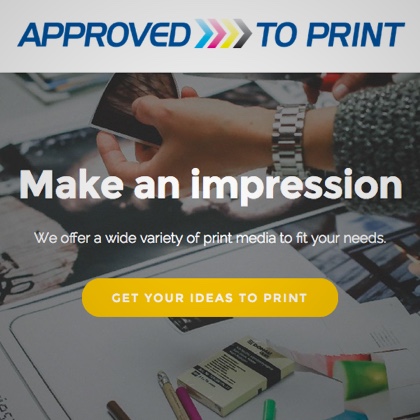 APPROVED TO PRINT
Make an impression
We offer a wide variety of print media to fit your needs.
GET YOUR IDEAS TO PRINT